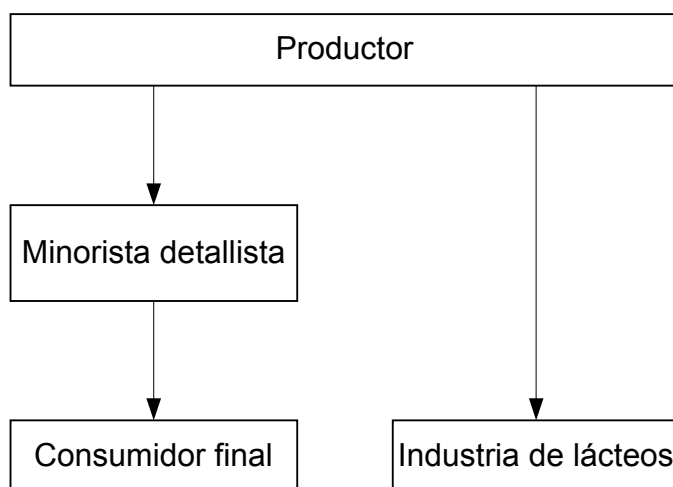 Productor
Minorista detallista
Consumidor final
Industria de lácteos